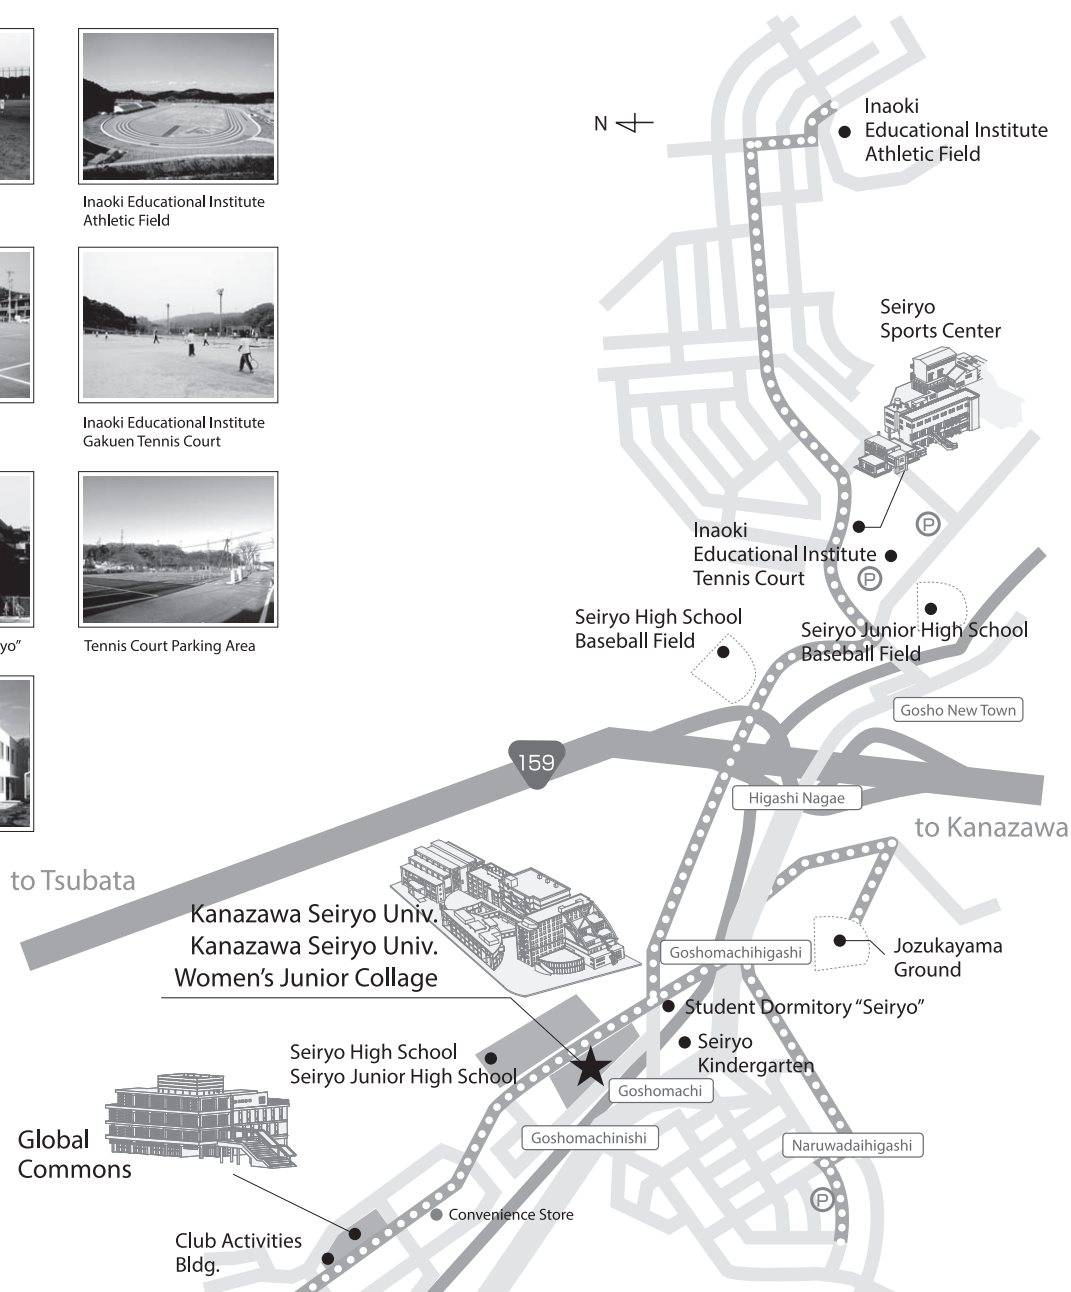 Inaoki Educational Institute
Athletic Field
Inaoki Educational Institute
Gakuen Tennis Court
yo”
Tennis Court Parking Area
N
Inaoki
Educational Institute
Athletic Field
Seiryo
Sports Center
P
Inaoki
Educational Institute
Tennis Court
P
Seiryo High School
Baseball Field
Seiryo Junior High School
Baseball Field
Gosho New Town
159
Higashi Nagae
to Kanazawa
to Tsubata
Kanazawa Seiryo Univ.
Kanazawa Seiryo Univ.
Women’s Junior Collage
Goshomachihigashi
Jozukayama
Ground
Student Dormitory “Seiryo”
Seiryo
Kindergarten
Seiryo High School
Seiryo Junior High School
Goshomachi
Goshomachinishi
Naruwadaihigashi
Global
Commons
P
Convenience Store
Club Activities
Bldg.